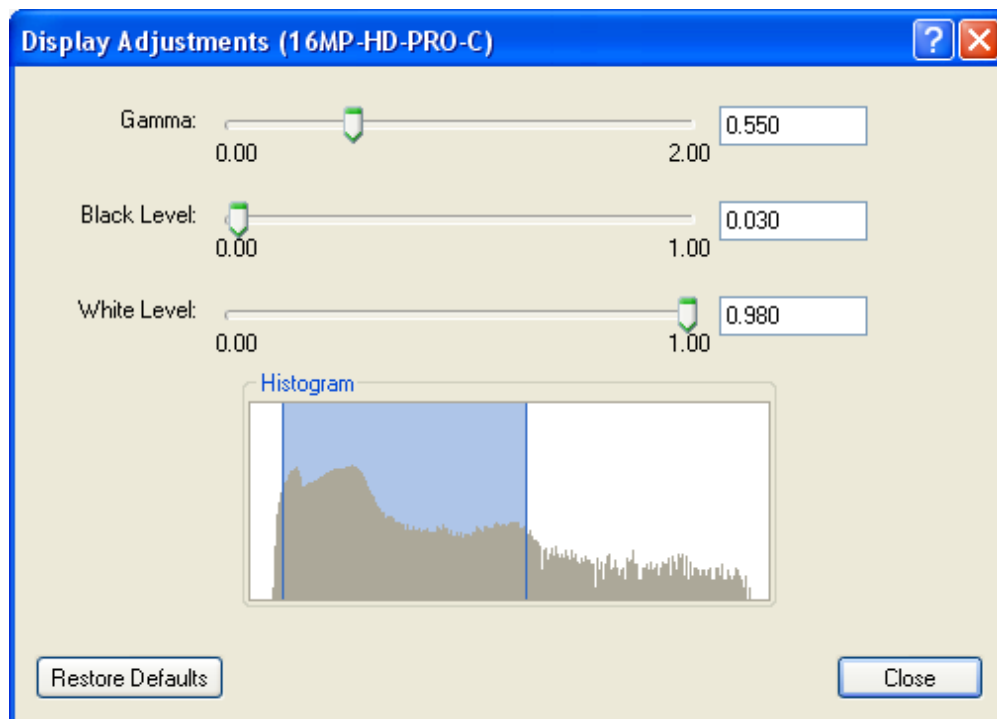 Display Adjustments (16MP-HD-PRO-C)
Gamma: 0.550
0.00 2.00
Black Level: 0.030
0.00 1.00
White Level: 0.980
0.00 1.00
Histogram
Restore Defaults Close